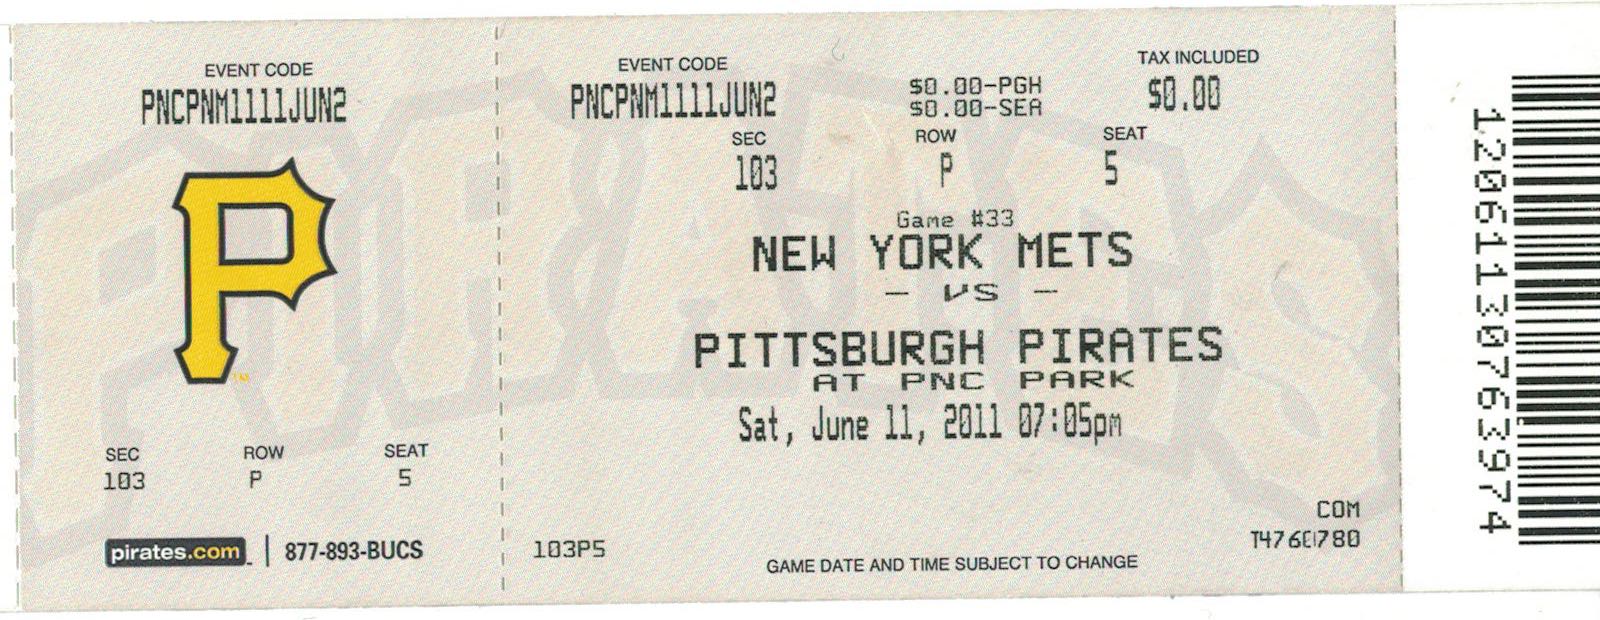 EVENT CODE
PNCPNM1111JUN2
P
TM
SEC ROW SEAT
103 P 5
pirates.com | 877-893-BUCS
EVENT CODE
PNCPNM1111JUN2
$0.00-PGH
$0.00-SEA
TAX INCLUDED
$0.00
SEC ROW SEAT
103 P 5
Game #33
NEW YORK METS
- VS -
PITTSBURGH PIRATES
AT PNC PARK
Sat, June 11, 2011 07:05pm
COM
103P5
GAME DATE AND TIME SUBJECT TO CHANGE
12061130763974
PIRATES